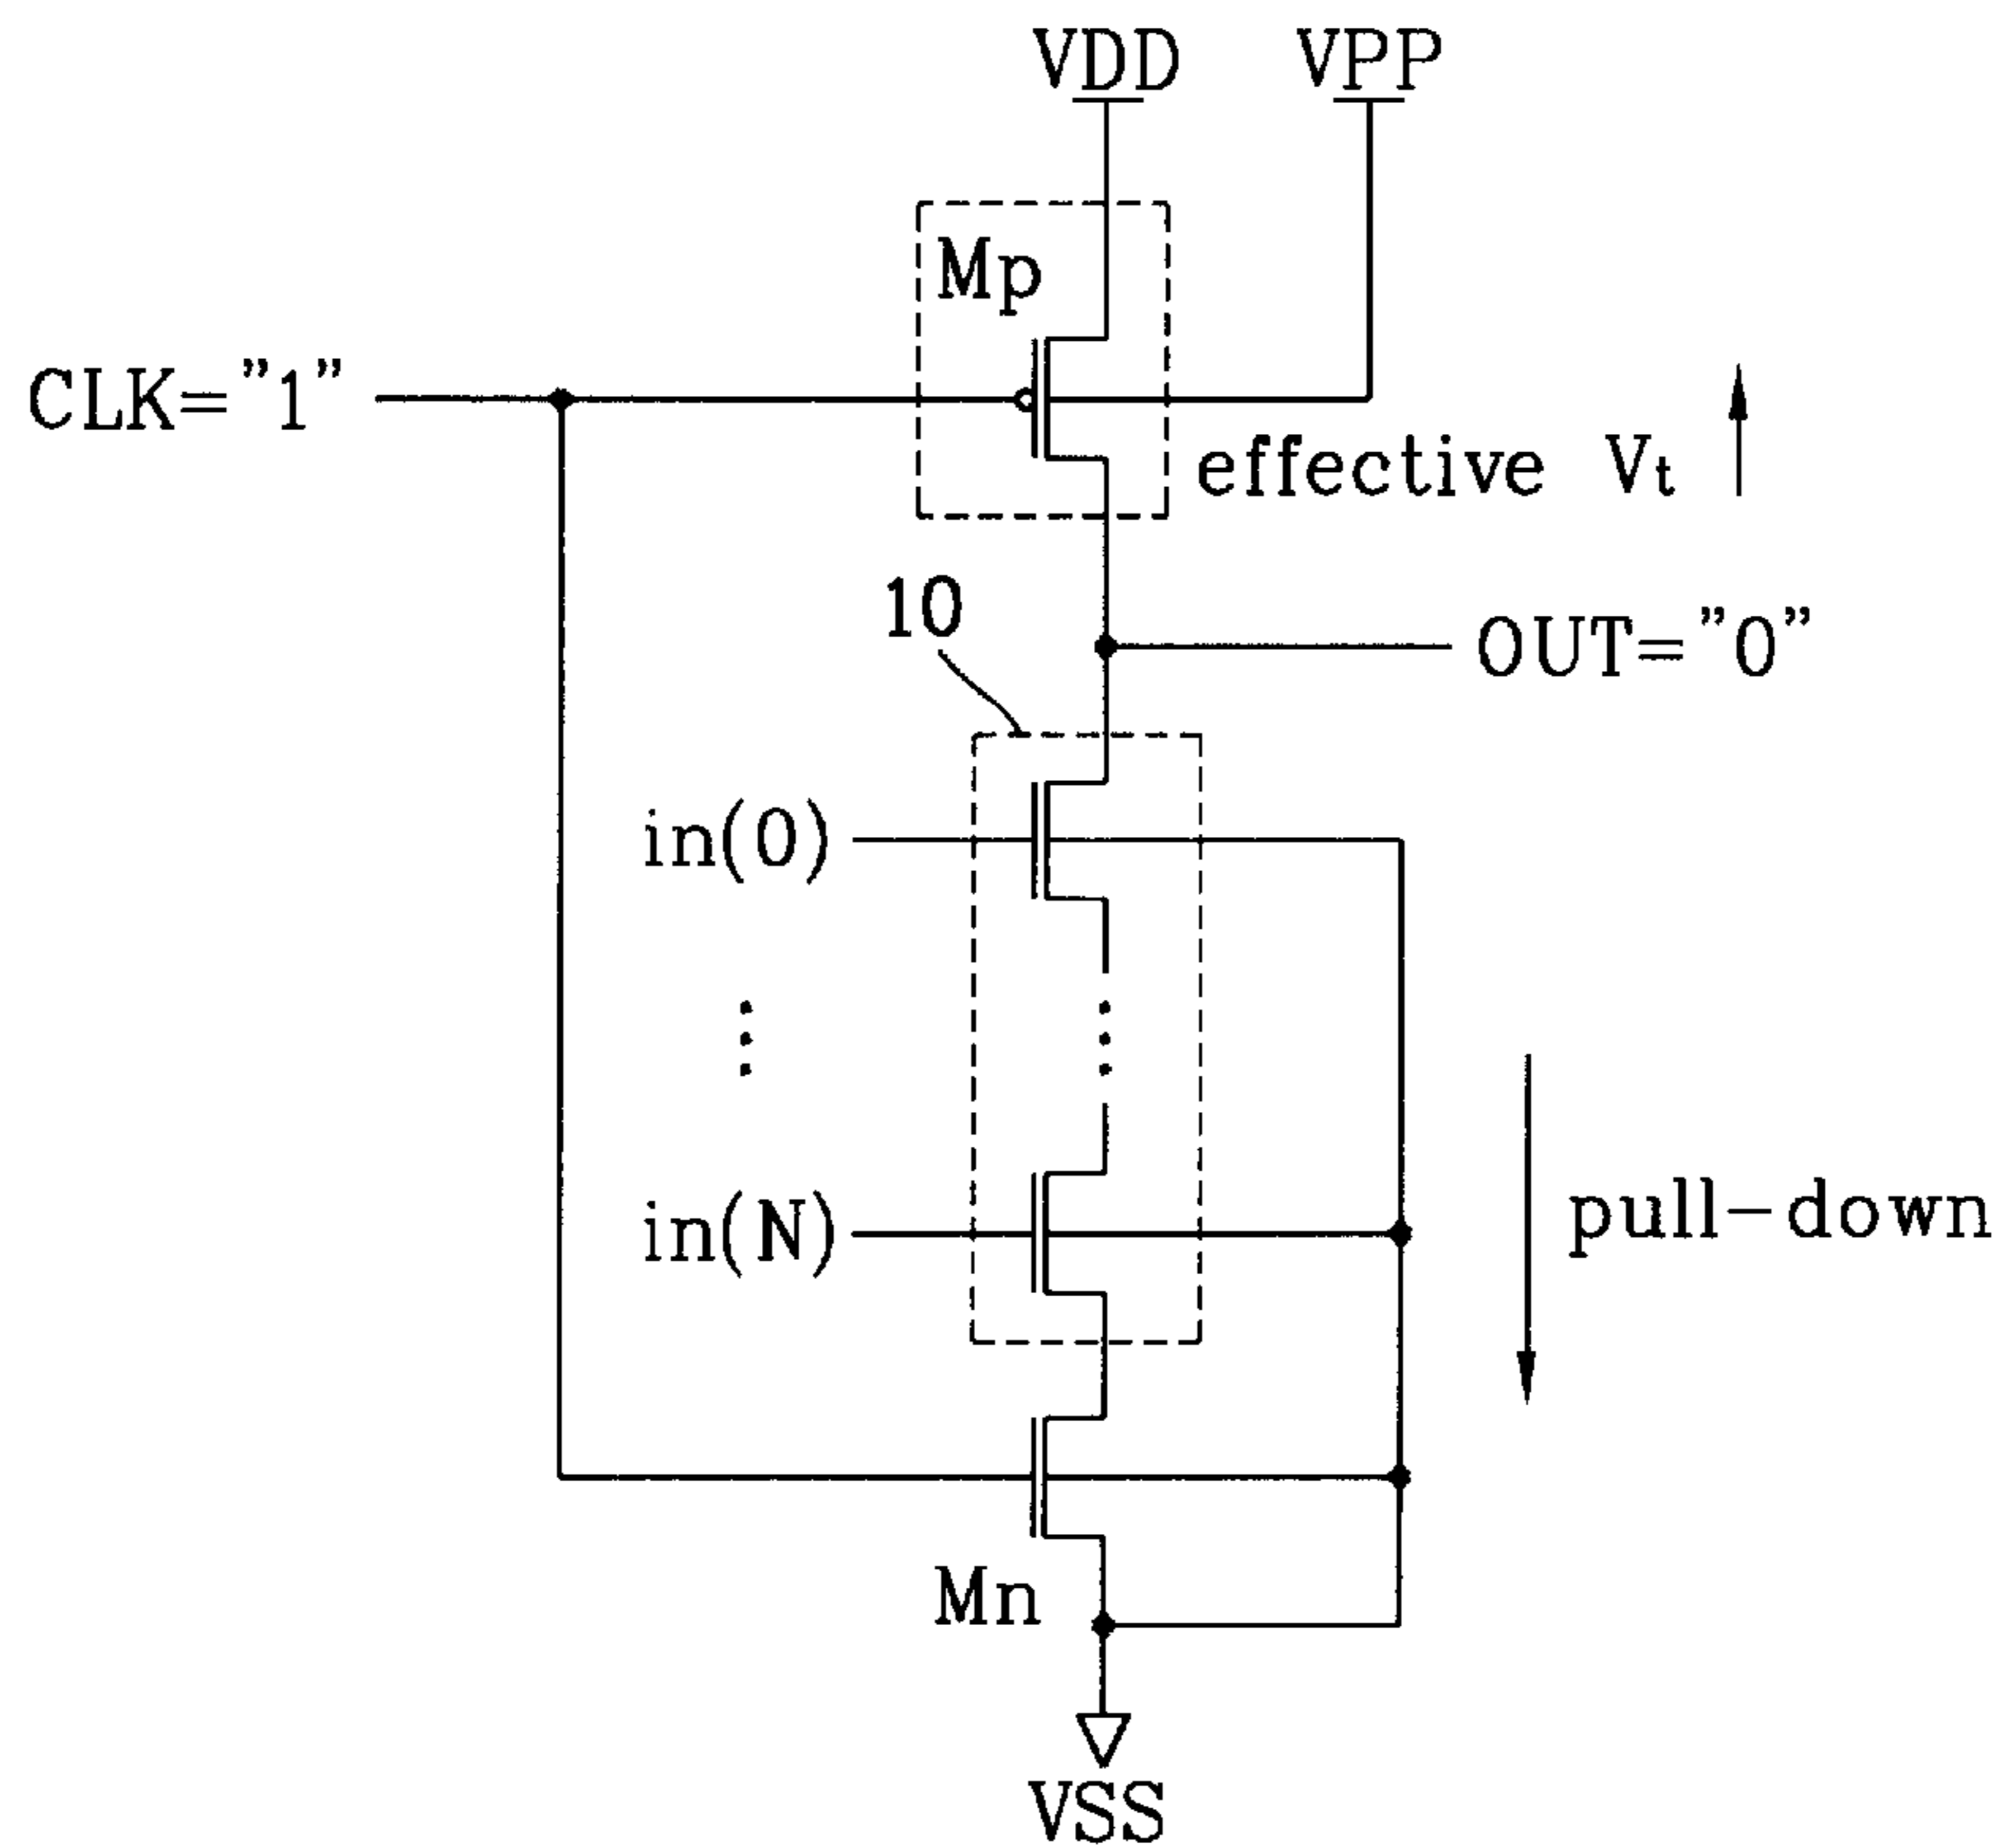 VDD
VPP
Mp
CLK="1"
effective Vt
10
OUT="0"
in(0)
in(N)
pull-down
Mn
VSS